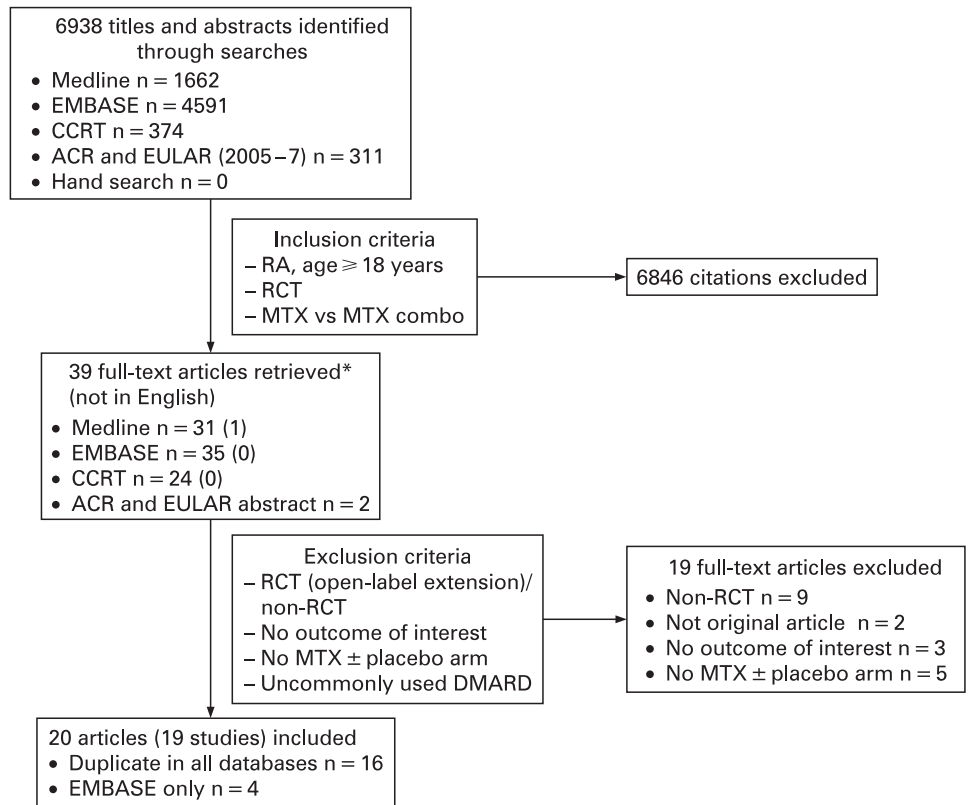 6938 titles and abstracts identified
through searches
• Medline n = 1662
• EMBASE n = 4591
• CCRT n = 374
• ACR and EULAR (2005–7) n = 311
• Hand search n = 0
Inclusion criteria
– RA, age ≥ 18 years
– RCT
– MTX vs MTX combo
6846 citations excluded
39 full-text articles retrieved*
(not in English)
• Medline n = 31 (1)
• EMBASE n = 35 (0)
• CCRT n = 24 (0)
• ACR and EULAR abstract n = 2
Exclusion criteria
– RCT (open-label extension)/
non-RCT
– No outcome of interest
– No MTX ± placebo arm
– Uncommonly used DMARD
19 full-text articles excluded
• Non-RCT n = 9
• Not original article n = 2
• No outcome of interest n = 3
• No MTX ± placebo arm n = 5
20 articles (19 studies) included
• Duplicate in all databases n = 16
• EMBASE only n = 4